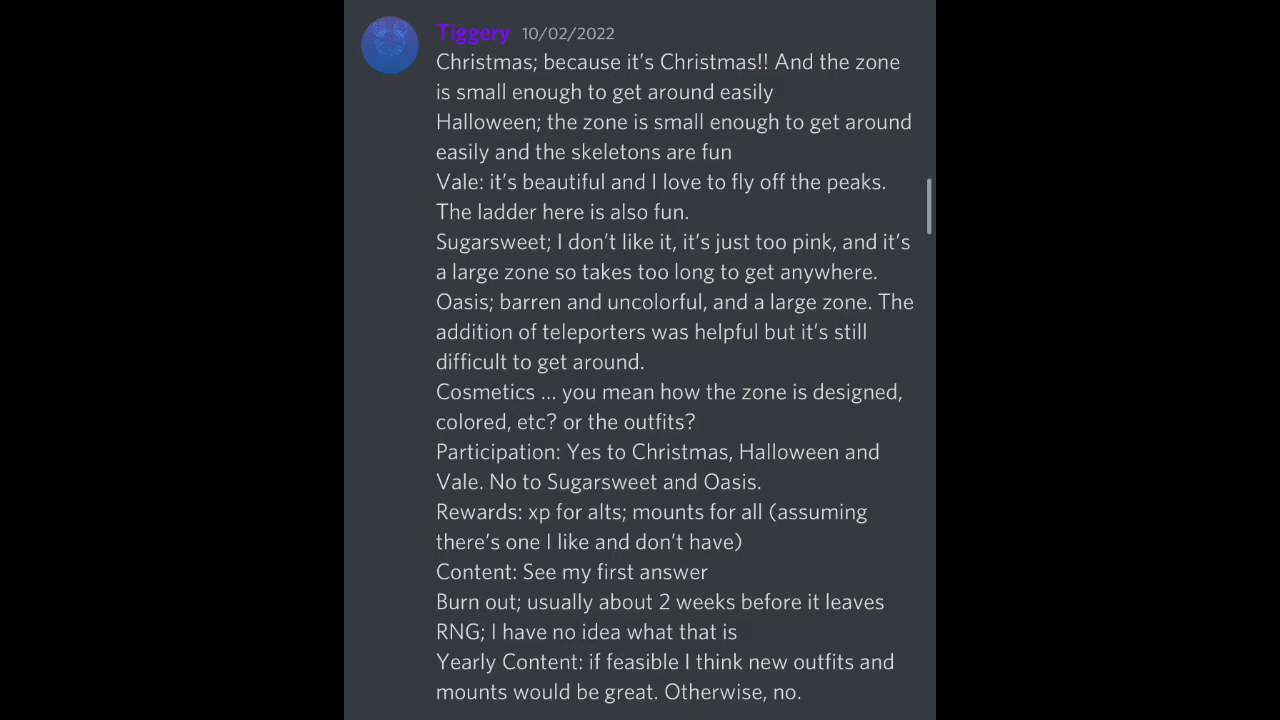 Tiggery 10/02/2022
Christmas; because it's Christmas!! And the zone
is small enough to get around easily
Halloween; the zone is small enough to get around
easily and the skeletons are fun
Vale: it's beautiful and I love to fly off the peaks.
The ladder here is also fun.
Sugarsweet; I don't like it, it's just too pink, and it's
a large zone so takes too long to get anywhere.
Oasis; barren and uncolorful, and a large zone. The
addition of teleporters was helpful but it's still
difficult to get around.
Cosmetics ... you mean how the zone is designed,
colored, etc? or the outfits?
Participation: Yes to Christmas, Halloween and
Vale. No to Sugarsweet and Oasis.
Rewards: xp for alts; mounts for all (assuming
there's one I like and don't have)
Content: See my first answer
Burn out; usually about 2 weeks before it leaves
RNG; I have no idea what that is
Yearly Content: if feasible I think new outfits and
mounts would be great. Otherwise, no.